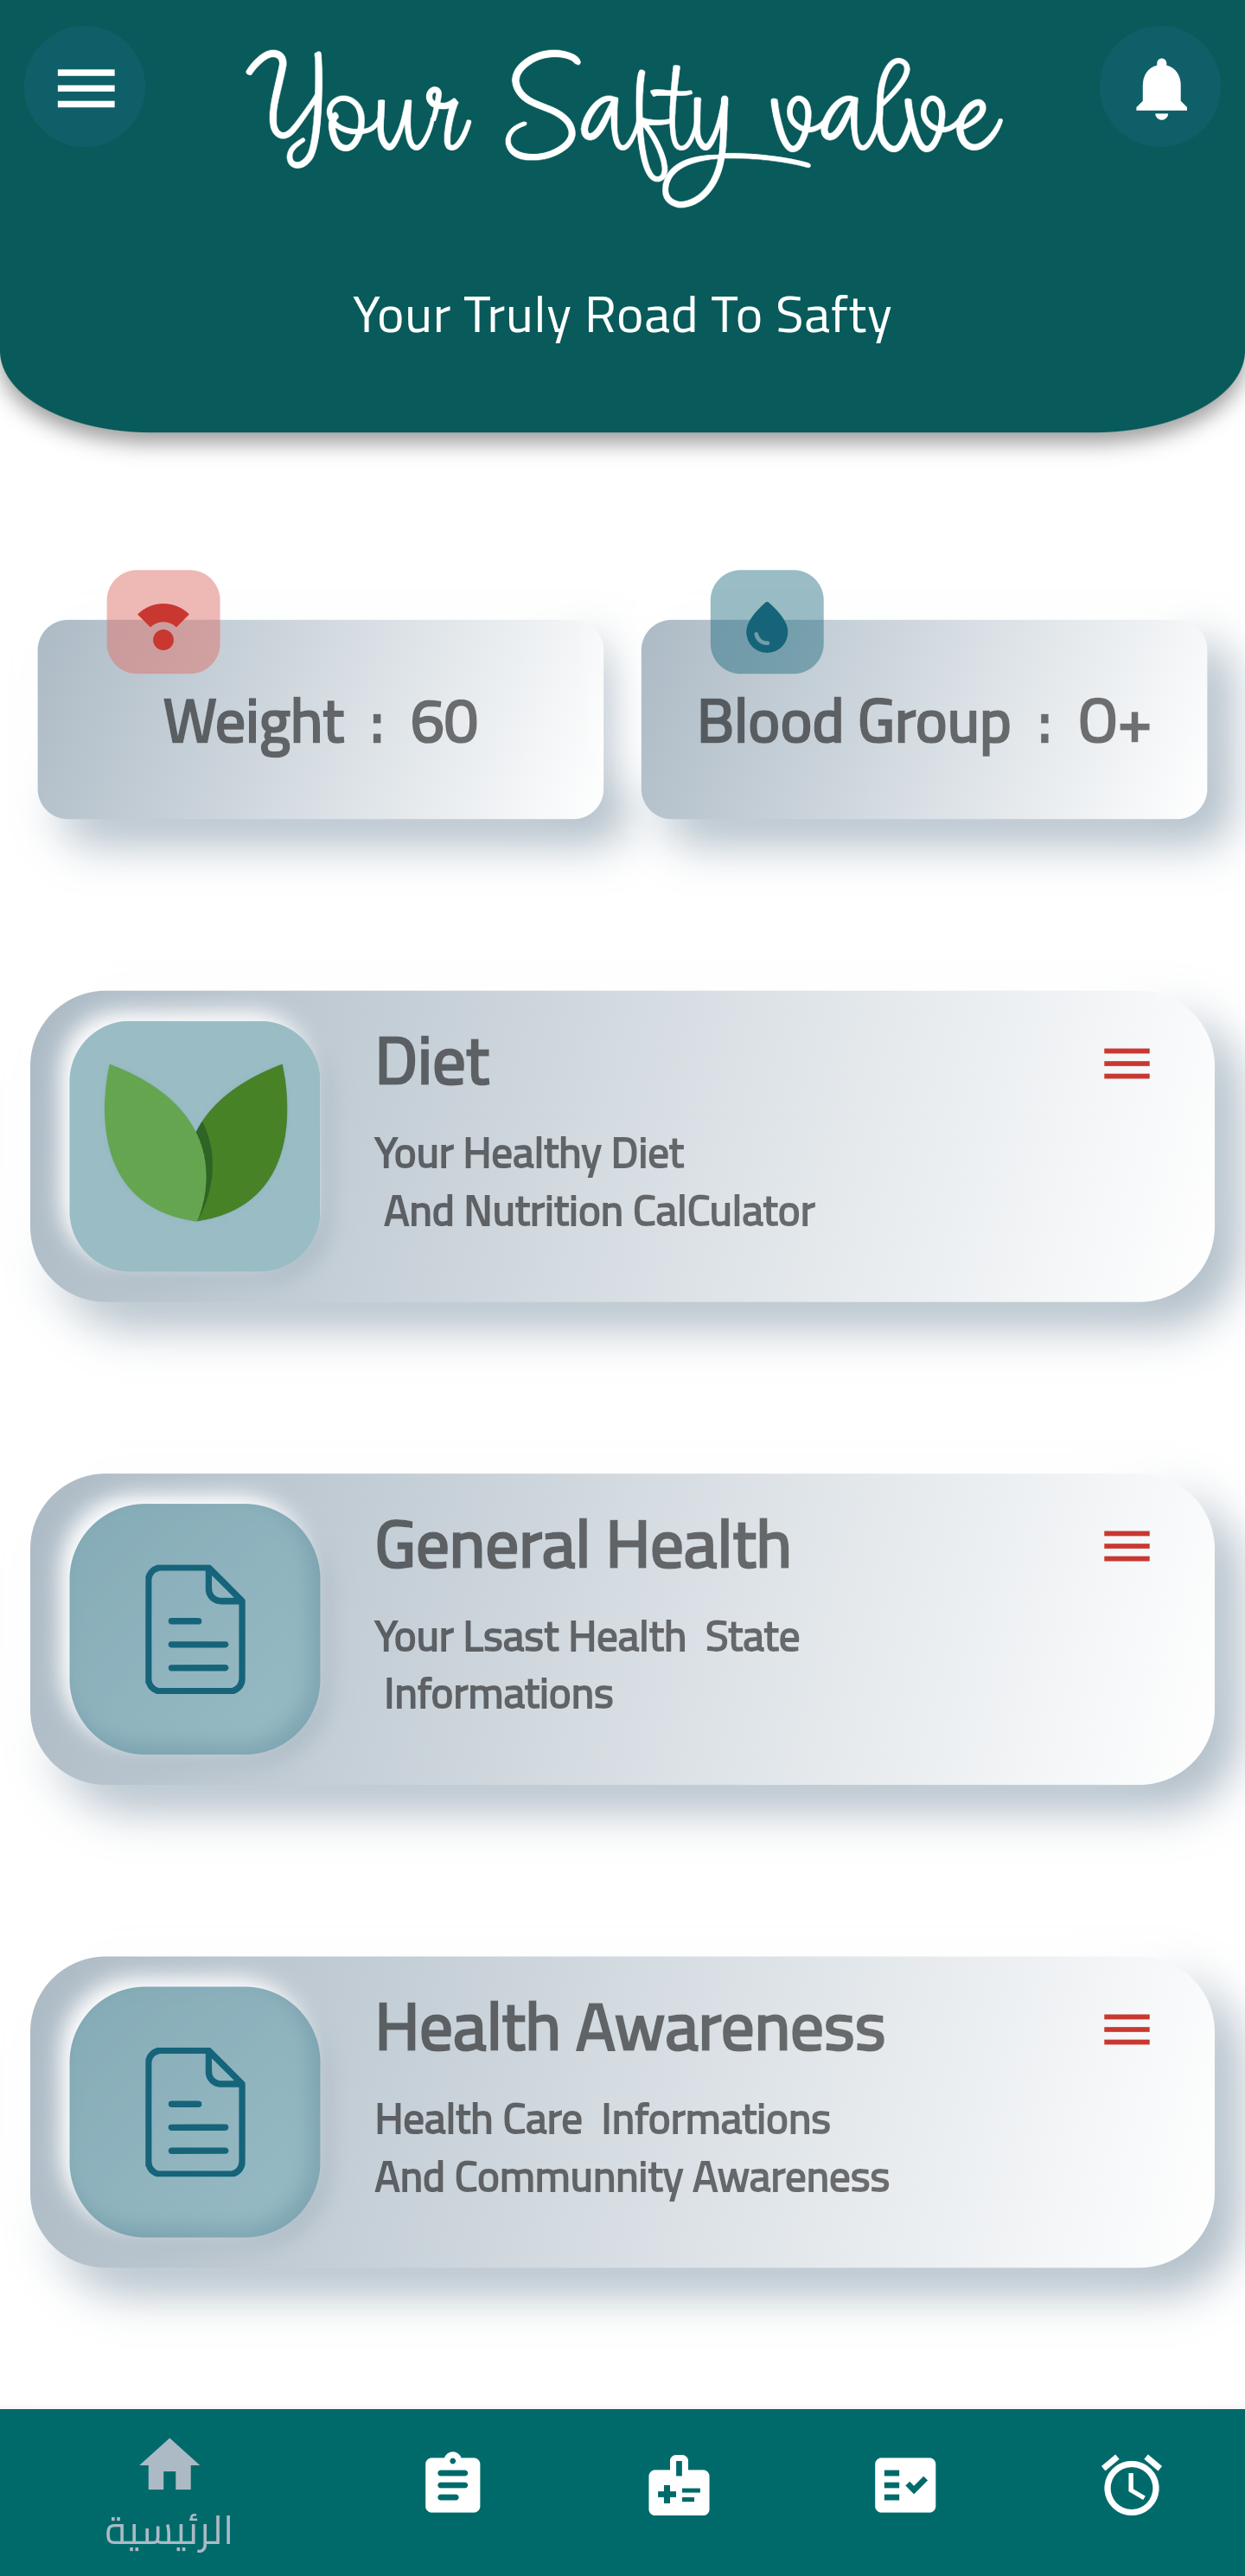 Your Safty valve
Your Truly Road To Safty
Weight : 60
Blood Group : O+
Diet
Your Healthy Diet
And Nutrition CalCulator
General Health
Your Lsast Health State
Informations
Health Awareness
Health Care Informations
And Communnity Awareness
الرئيسية